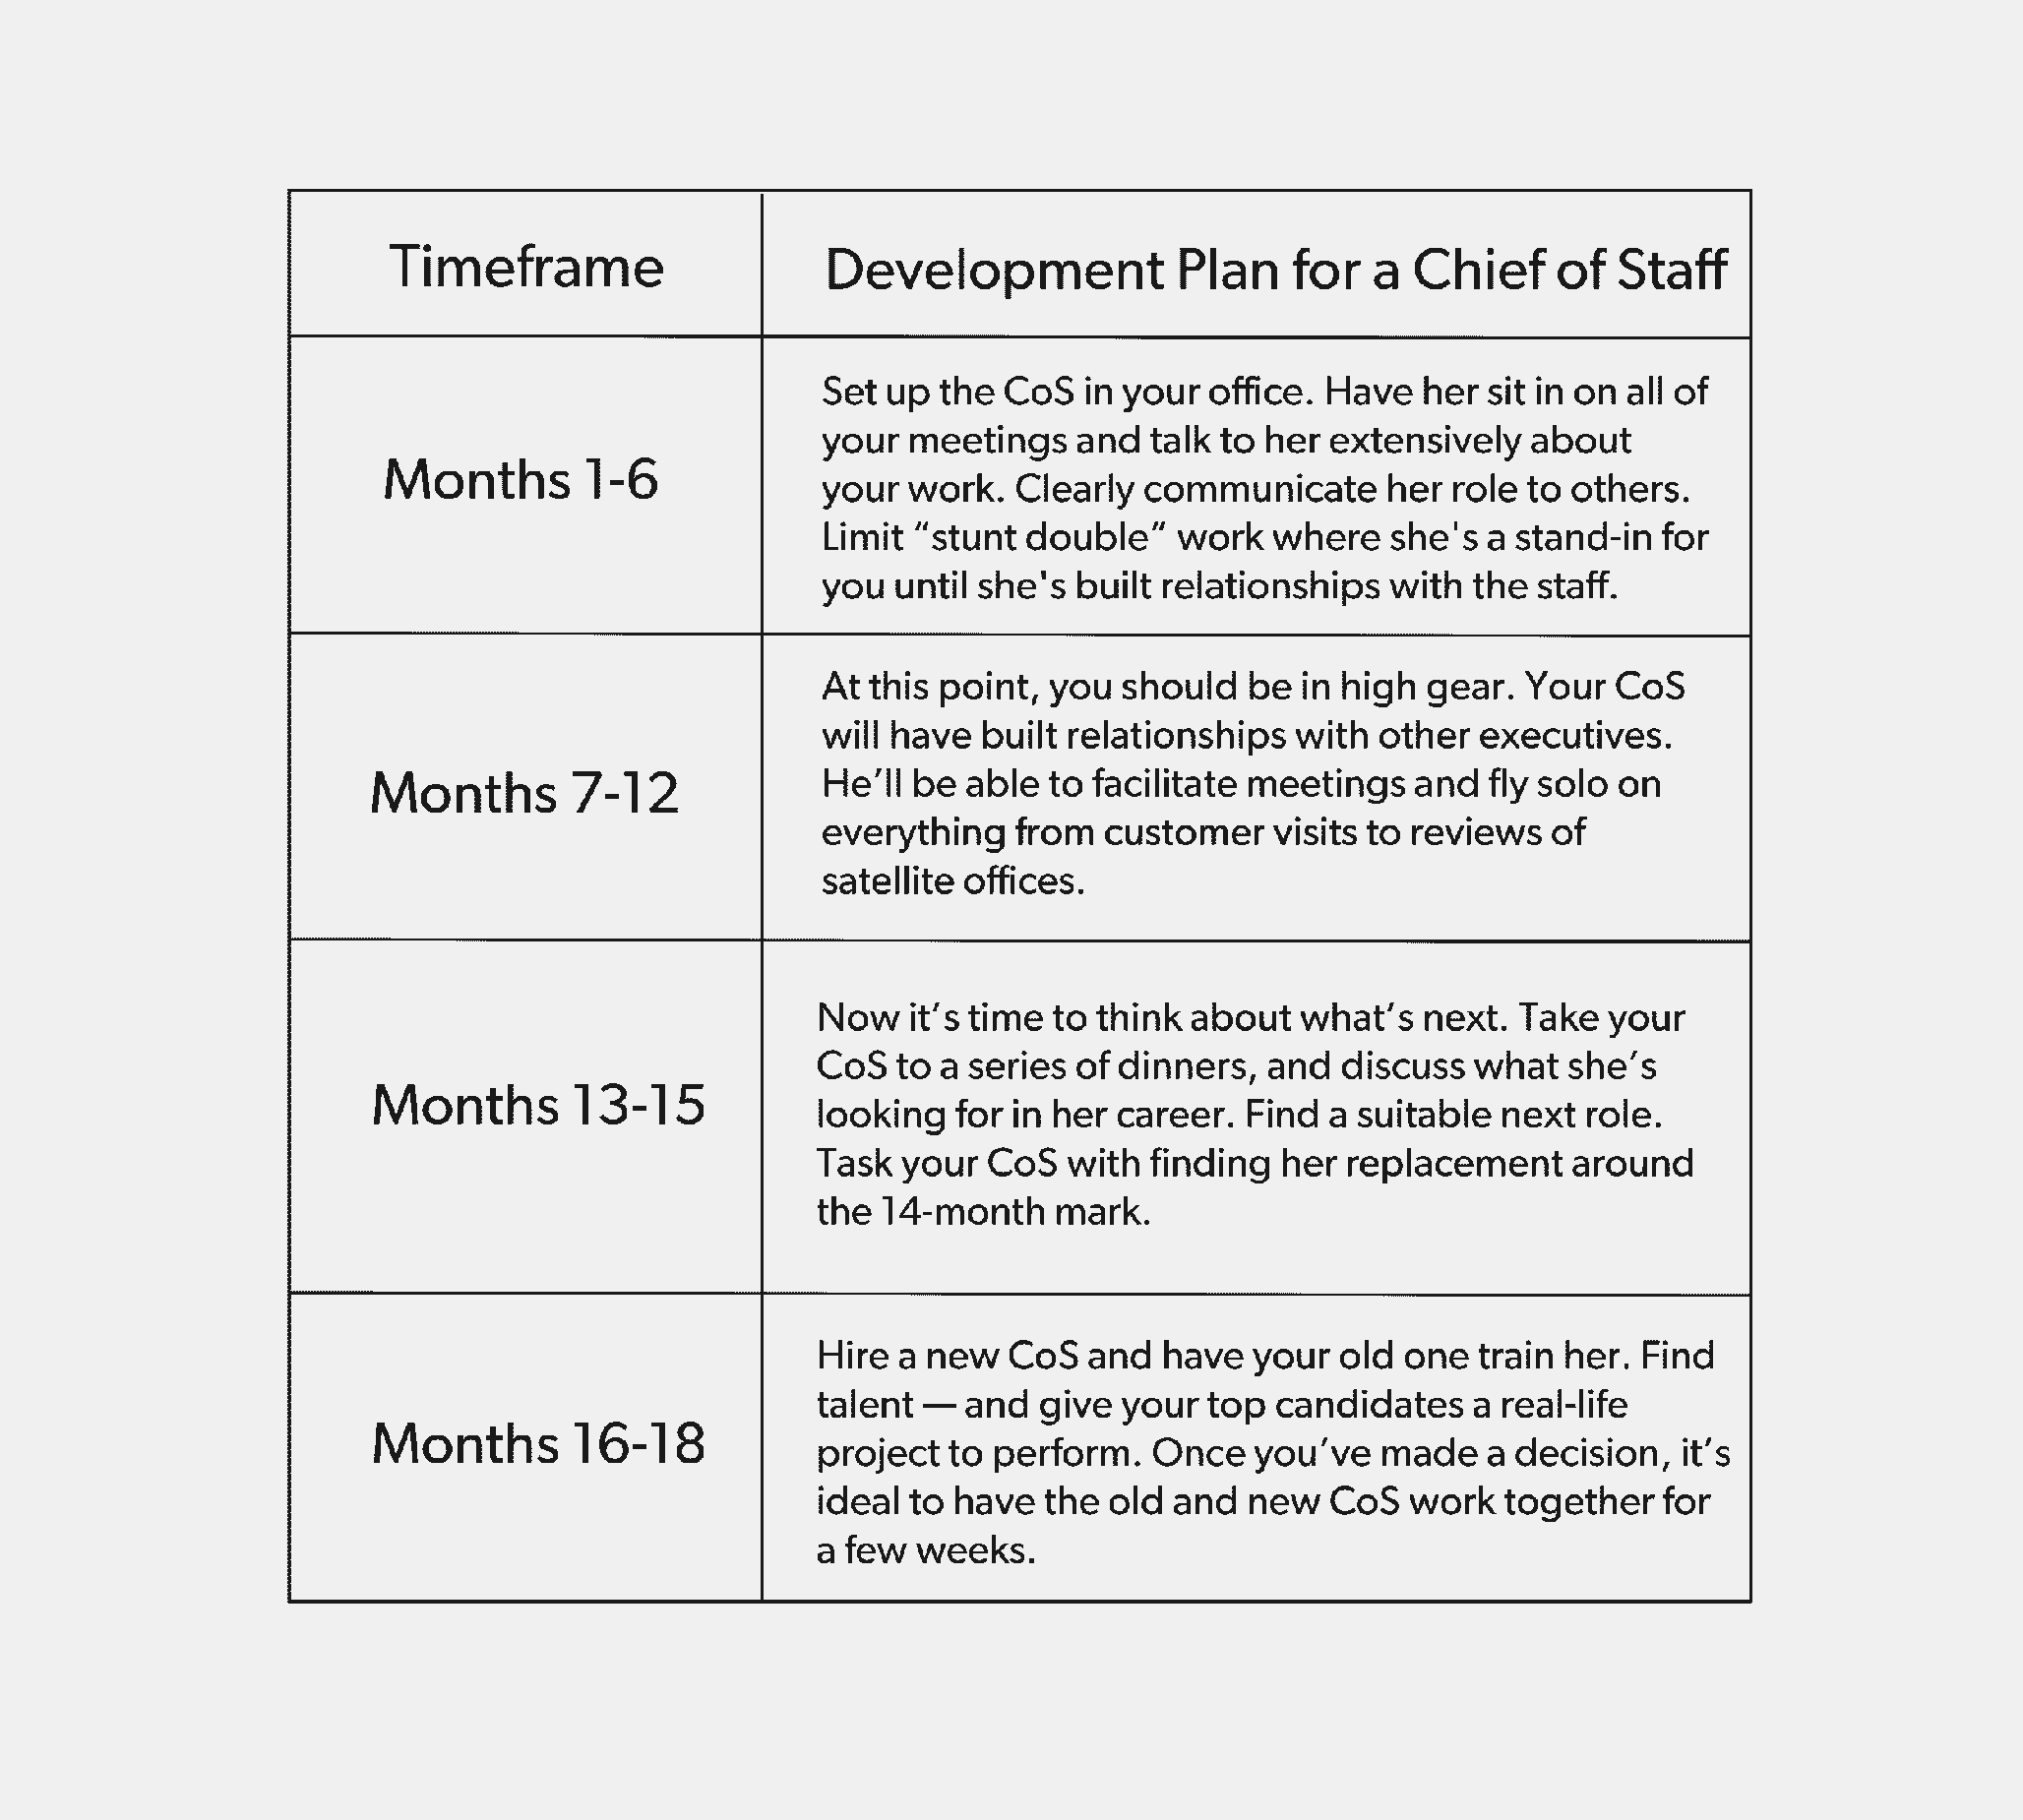 Timeframe
Development Plan for a Chief of Staff
Months 1-6
Set up the CoS in your office. Have her sit in on all of
your meetings and talk to her extensively about
your work. Clearly communicate her role to others.
Limit “stunt double” work where she's a stand-in for
you until she's built relationships with the staff.
Months 7-12
At this point, you should be in high gear. Your CoS
will have built relationships with other executives.
He’ll be able to facilitate meetings and fly solo on
everything from customer visits to reviews of
satellite offices.
Months 13-15
Now it’s time to think about what’s next. Take your
CoS to a series of dinners, and discuss what she’s
looking for in her career. Find a suitable next role.
Task your CoS with finding her replacement around
the 14-month mark.
Months 16-18
Hire a new CoS and have your old one train her. Find
talent — and give your top candidates a real-life
project to perform. Once you’ve made a decision, it’s
ideal to have the old and new CoS work together for
a few weeks.